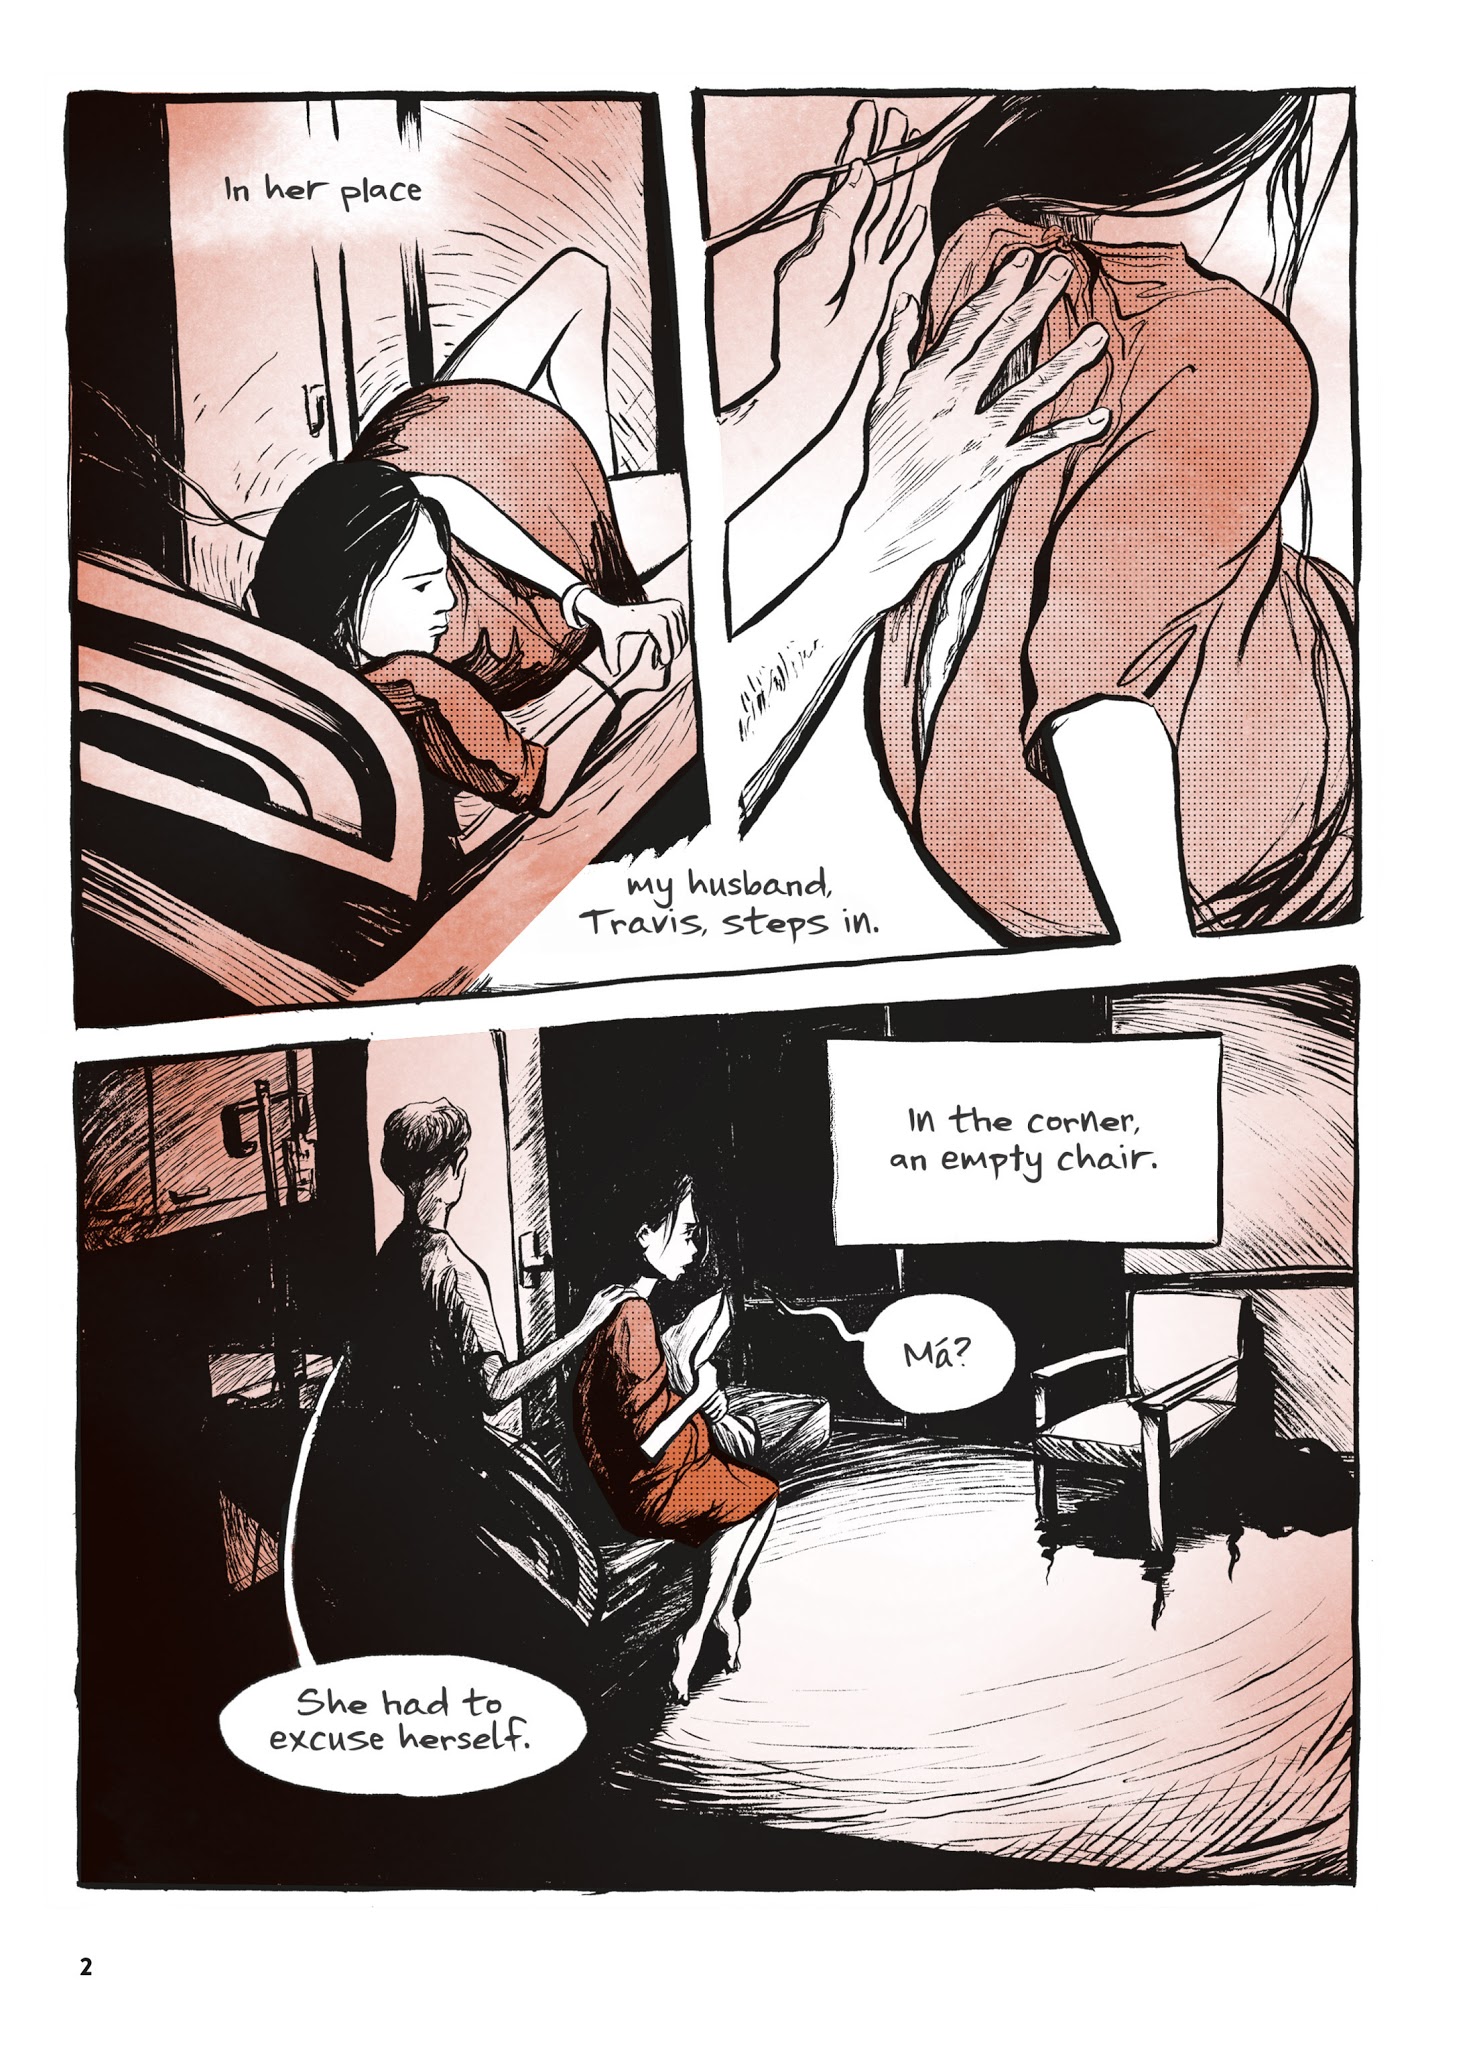 In her place
my husband,
Travis, steps in.
In the corner,
an empty chair.
Má?
She had to
excuse herself.
2